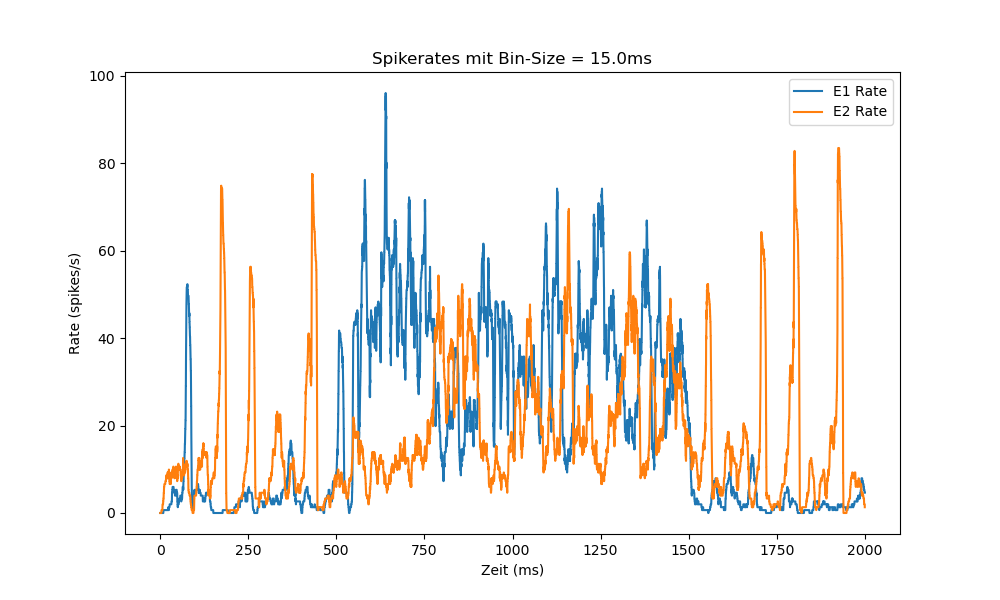 Spikerates mit Bin-Size = 15.0ms
E1 Rate
E2 Rate
Rate (spikes/s)
100
80
60
40
20
0
0 250 500 750 1000 1250 1500 1750 2000
Zeit (ms)